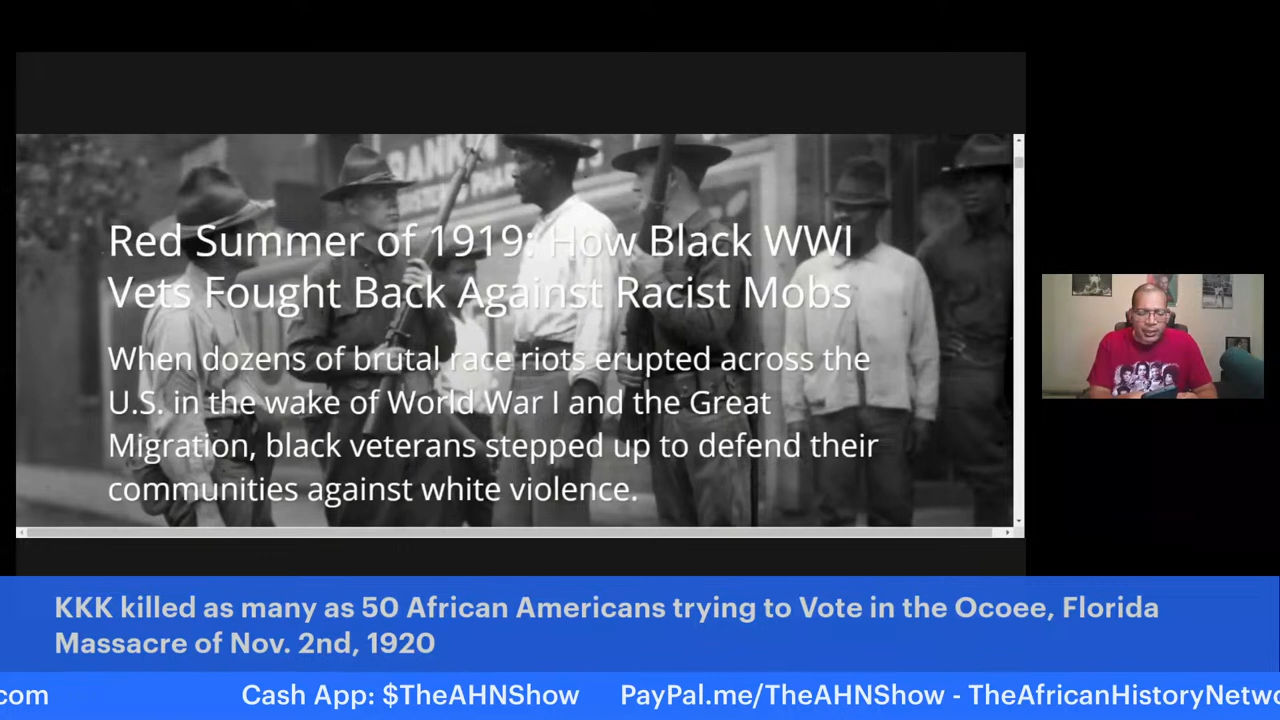 RANKLIN
Red Summer of 1919: How Black WWI
Vets Fought Back Against Racist Mobs
When dozens of brutal race riots erupted across the
U.S. in the wake of World War I and the Great
Migration, black veterans stepped up to defend their
communities against white violence.
KKK killed as many as 50 African Americans trying to Vote in the Ocoee, Florida
Massacre of Nov. 2nd, 1920
.com Cash App: $TheAHNShow PayPal.me/TheAHNShow - TheAfricanHistoryNetwo